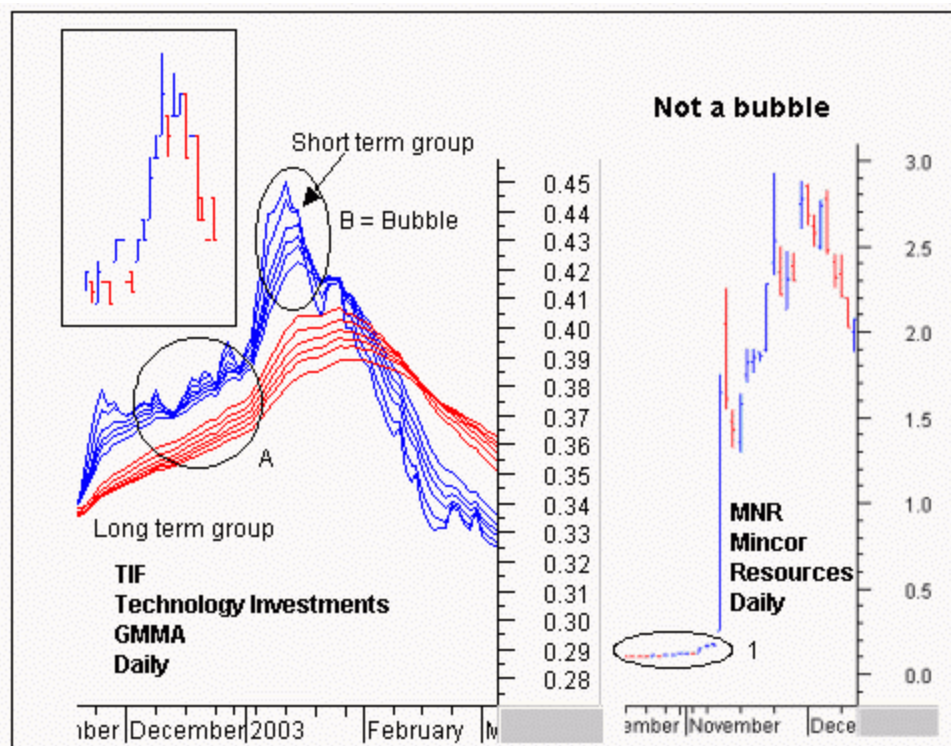 Not a bubble
Short term group
B = Bubble
A
Long term group
TIF
Technology Investments
GMMA
Daily
0.45
0.44
0.43
0.42
0.41
0.40
0.39
0.38
0.37
0.36
0.35
0.34
0.33
0.32
0.31
0.30
0.29
0.28
mber December 2003 February M
3.0
2.5
2.0
1.5
1.0
0.5
0.0
MNR
Mincor
Resources
Daily
1
ember November Dece